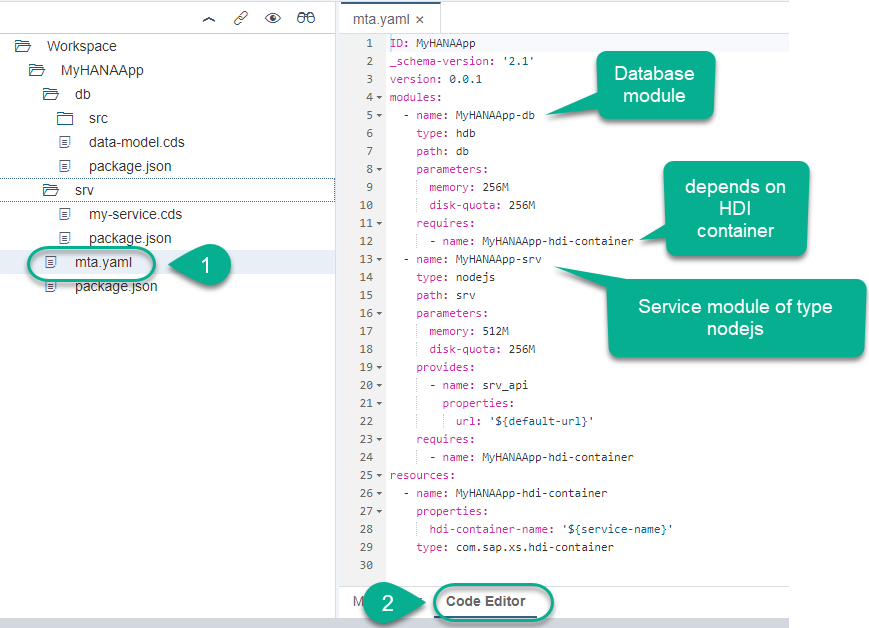 Workspace
MyHANAApp
db
src
data-model.cds
package.json
srv
my-service.cds
package.json
mta.yaml
package.json
1
mta.yaml ×
1 ID: MyHANAApp
2 _schema-version: '2.1'
3 version: 0.0.1
4 modules:
5 - name: MyHANAApp-db
6 type: hdb
7 path: db
8 parameters:
9 memory: 256M
10 disk-quota: 256M
11 requires:
12 - name: MyHANAApp-hdi-container
13 - name: MyHANAApp-srv
14 type: nodejs
15 path: srv
16 parameters:
17 memory: 512M
18 disk-quota: 256M
19 provides:
20 - name: srv_api
21 properties:
22 url: '${default-url}'
23 requires:
24 - name: MyHANAApp-hdi-container
25 resources:
26 - name: MyHANAApp-hdi-container
27 properties:
28 hdi-container-name: '${service-name}'
29 type: com.sap.xs.hdi-container
30
Database
module
depends on
HDI
container
Service module of type
nodejs
2
Code Editor